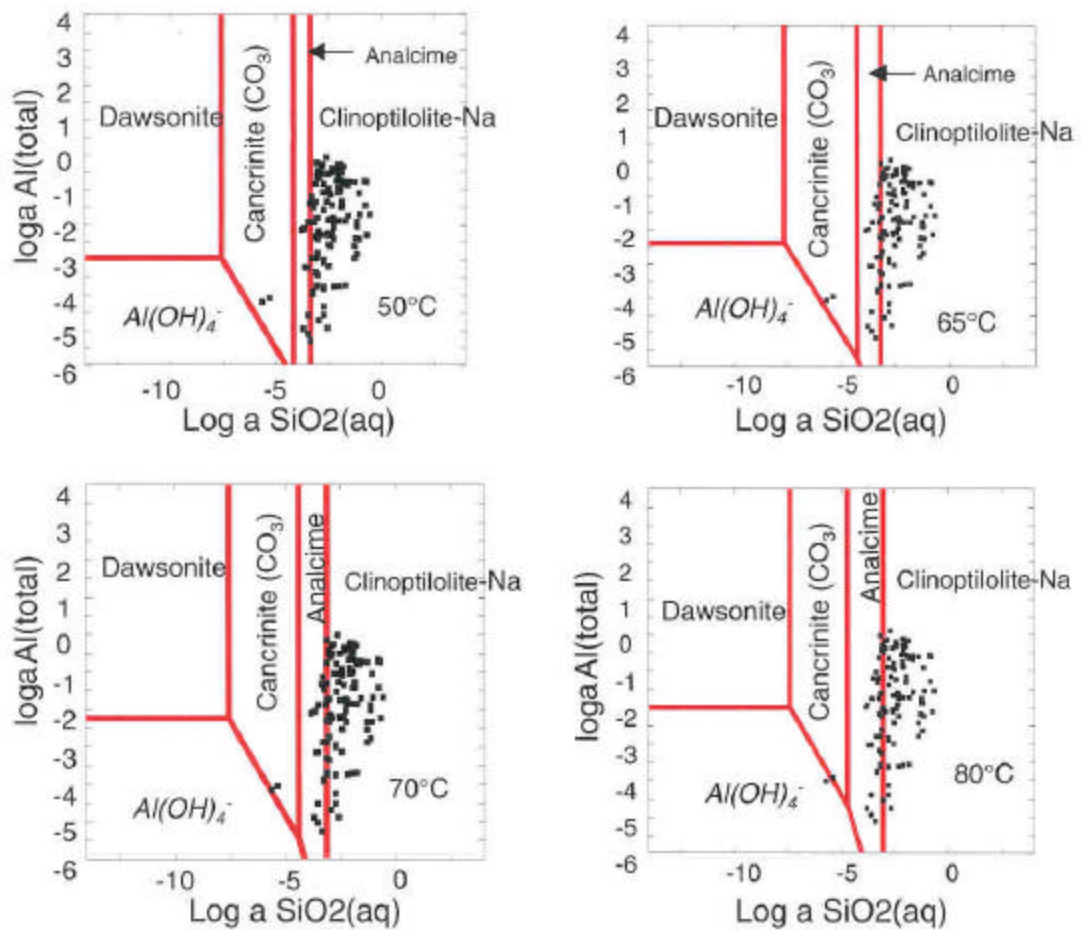 4
3
2
1
0
-1
-2
-3
-4
-5
-6
loga Al(total)
Dawsonite
Cancrinite (CO3)
Analcime
Clinoptilolite-Na
Al(OH)4-
50°C
-10
-5
0
Log a SiO2(aq)
4
3
2
1
0
-1
-2
-3
-4
-5
-6
Dawsonite
Cancrinite (CO3)
Analcime
Clinoptilolite-Na
Al(OH)4-
65°C
-10
-5
0
Log a SiO2(aq)
4
3
2
1
0
-1
-2
-3
-4
-5
-6
loga Al(total)
Dawsonite
Cancrinite (CO3)
Analcime
Clinoptilolite-Na
Al(OH)4-
70°C
-10
-5
0
Log a SiO2(aq)
4
3
2
1
0
-1
-2
-3
-4
-5
-6
loga Al(total)
Dawsonite
Cancrinite (CO3)
Analcime
Clinoptilolite-Na
Al(OH)4-
80°C
-10
-5
0
Log a SiO2(aq)